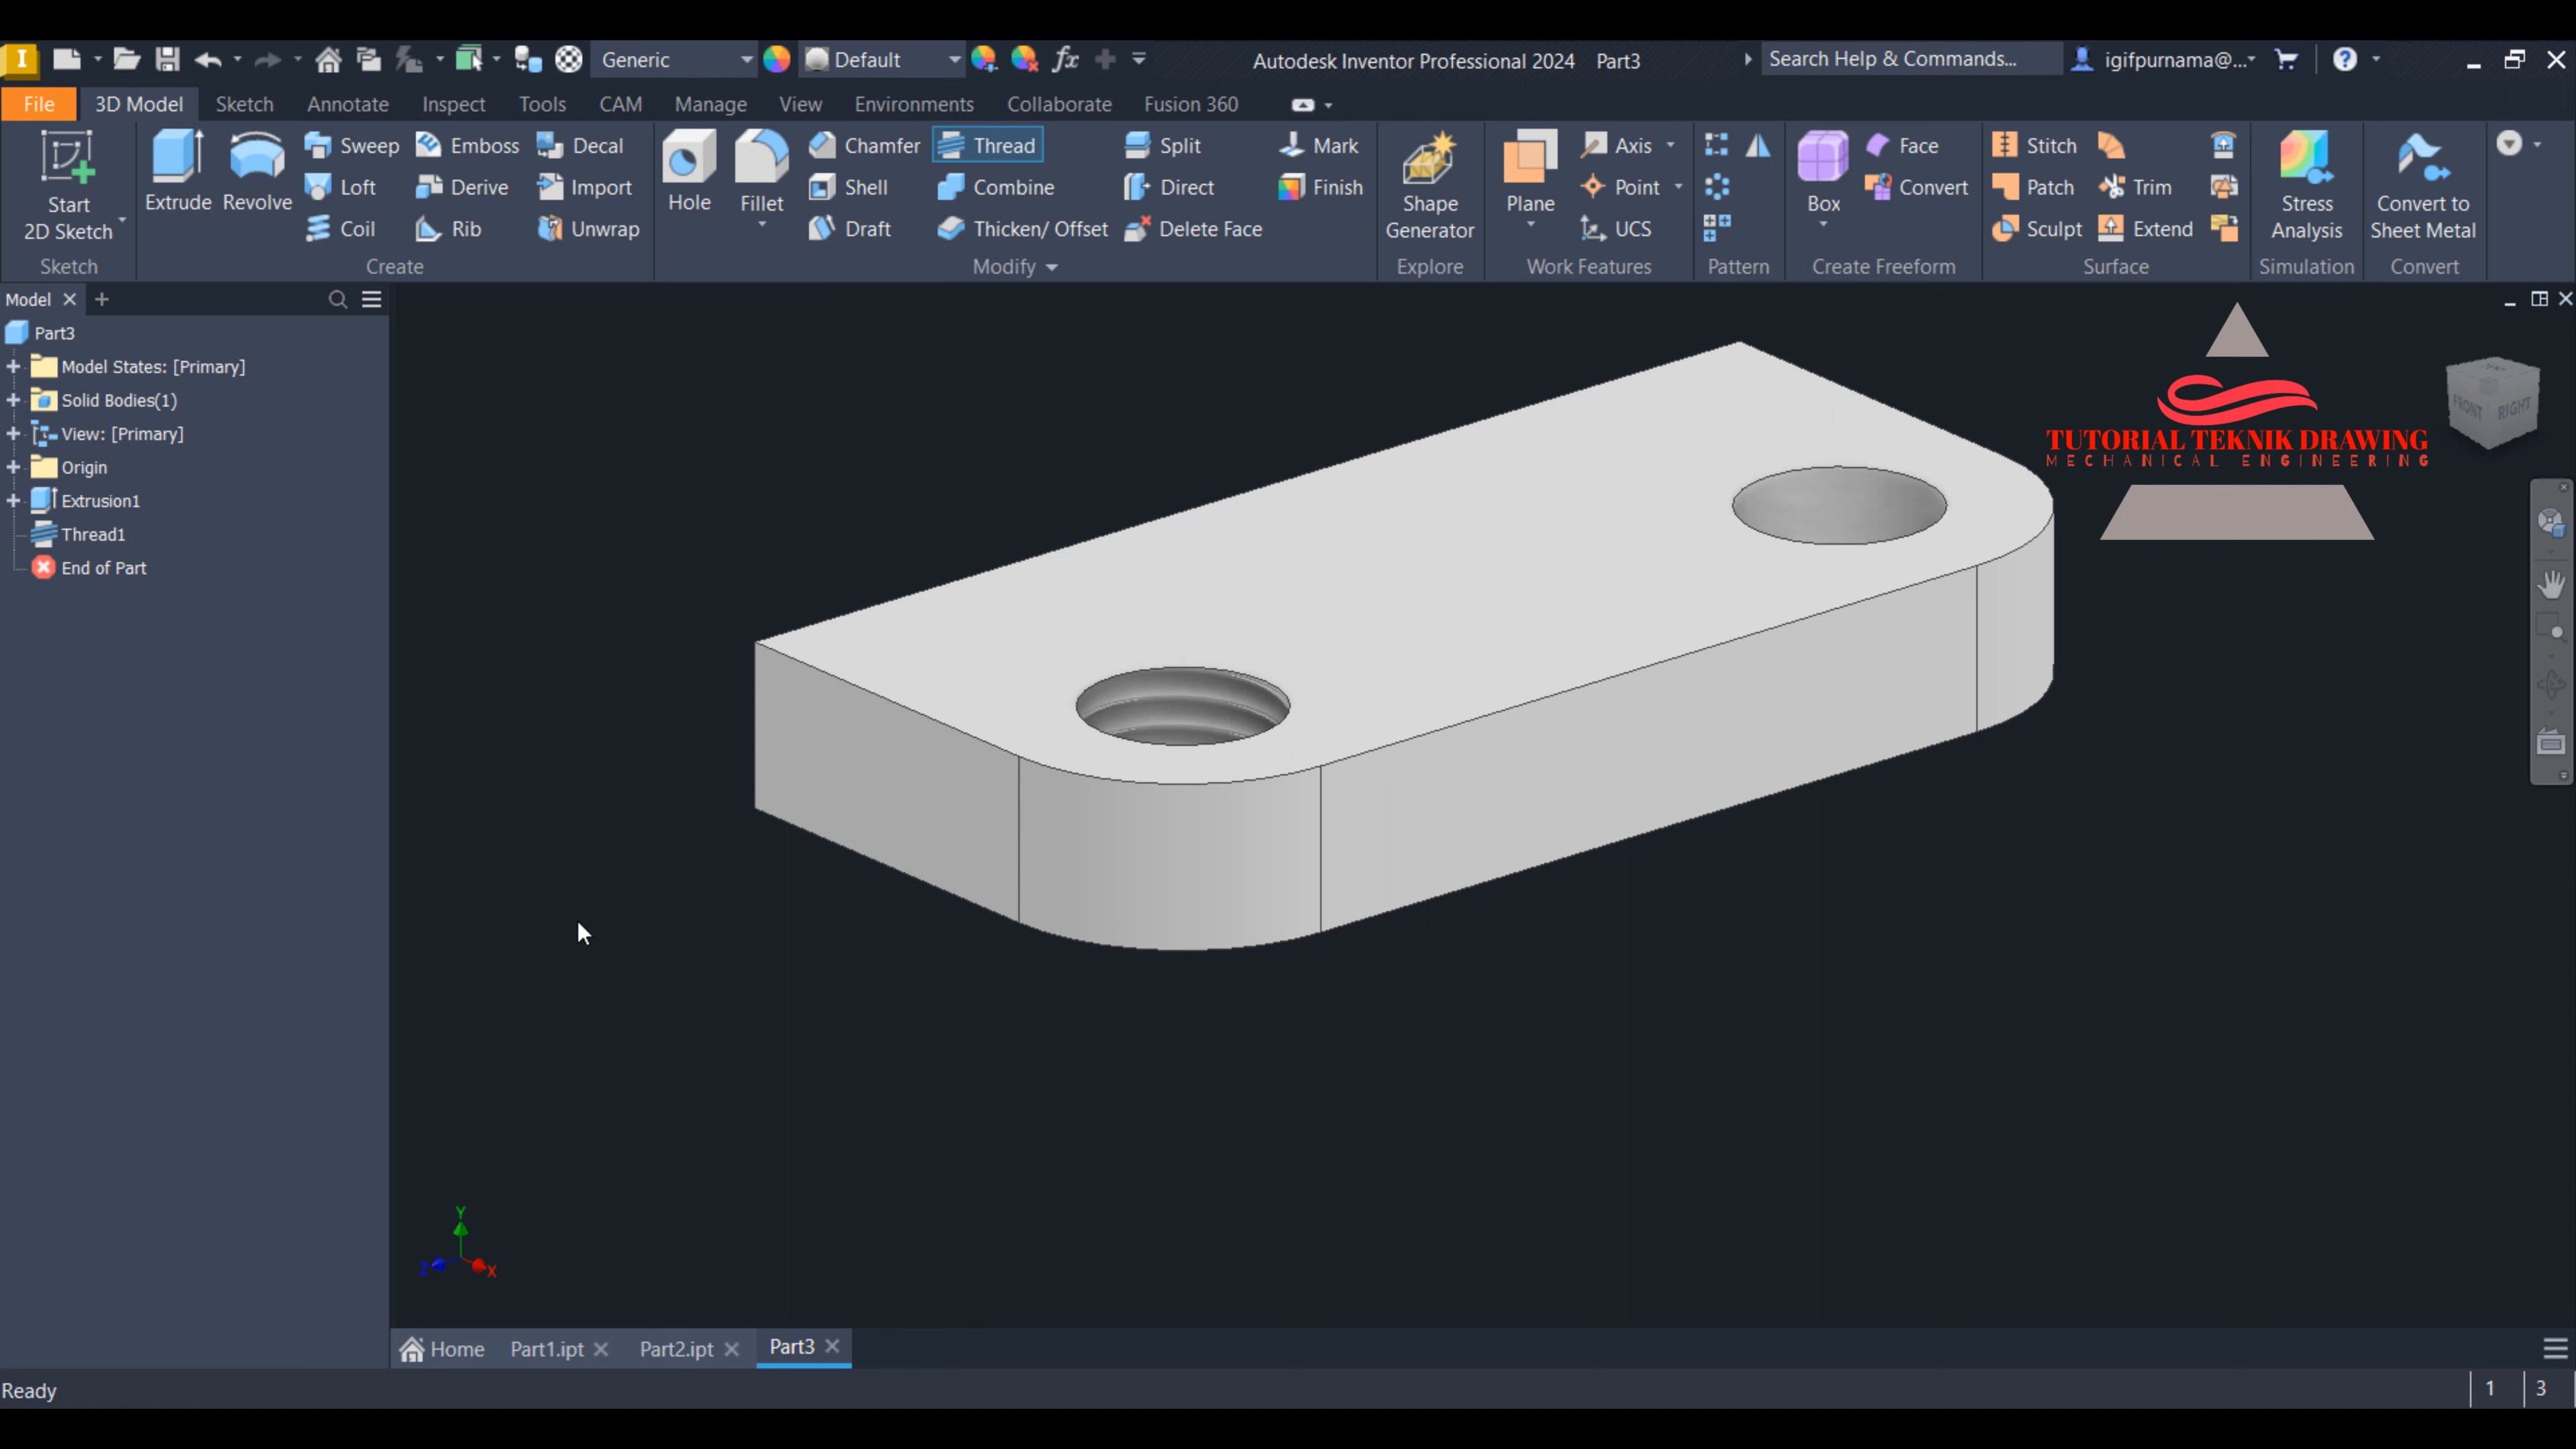 Generic
Default
Autodesk Inventor Professional 2024 Part3
Search Help & Commands...
igifpurnama@...
File 3D Model Sketch Annotate Inspect Tools CAM Manage View Environments Collaborate Fusion 360
Start
2D Sketch
Sketch
Extrude
Revolve
Sweep
Loft
Coil
Emboss
Derive
Rib
Decal
Import
Unwrap
Create
Hole
Fillet
Chamfer
Shell
Draft
Thread
Combine
Thicken/ Offset
Split
Direct
Delete Face
Mark
Finish
Modify
Shape
Generator
Explore
Plane
Axis
Point
UCS
Work Features
Pattern
Box
Face
Convert
Create Freeform
Stitch
Patch
Sculpt
Trim
Extend
Surface
Stress
Analysis
Simulation
Convert to
Sheet Metal
Convert
Model
Part3
Model States: [Primary]
Solid Bodies(1)
View: [Primary]
Origin
Extrusion1
Thread1
End of Part
TUTORIAL TEKNIK DRAWING
MECHANICAL ENGINEERING
FRONT RIGHT
Y
Z X
Home Part1.ipt Part2.ipt Part3
Ready
1 3